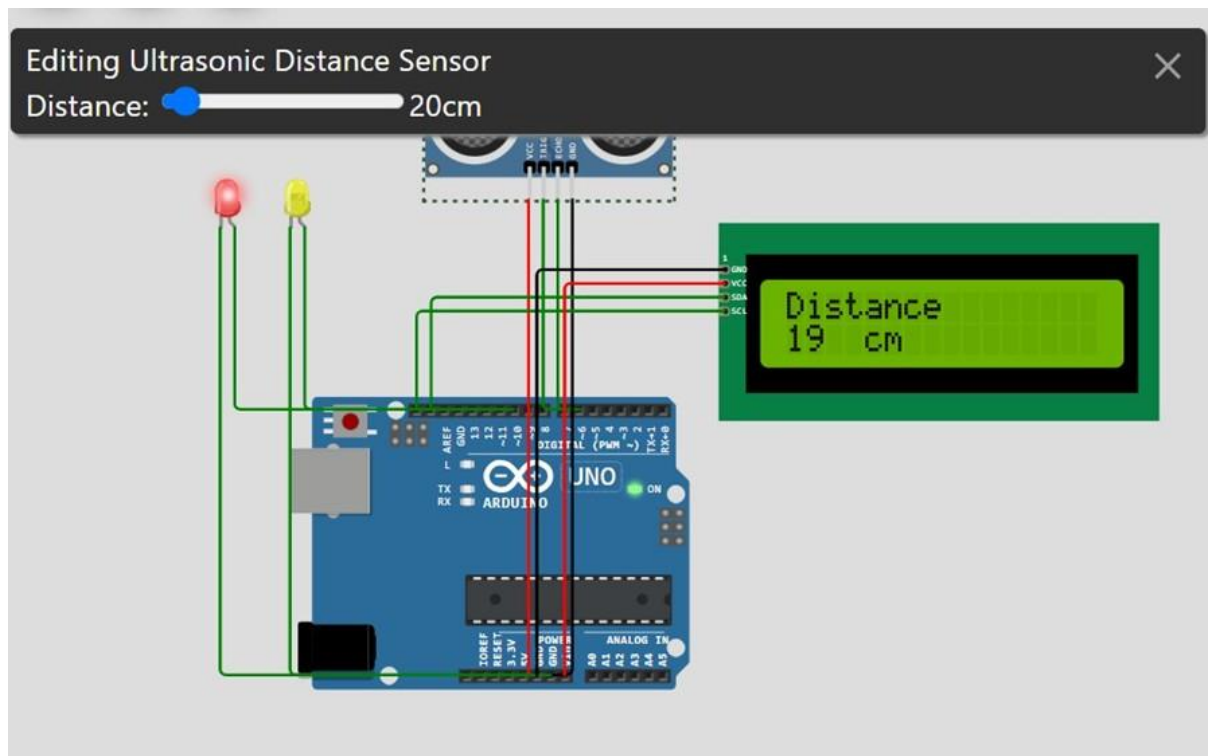 Editing Ultrasonic Distance Sensor
Distance: 20cm
VCC
TRIG
ECHO
GND
1
GND
VCC
SDA
SCL
Distance
19 cm
AREF
GND
13
12
~11
~10
~9
8
7
~6
~5
4
~3
2
TX→1
RX←0
DIGITAL (PWM ~)
L
TX
RX
UNO
ON
ARDUINO
IOREF
RESET
3.3V
5V
GND
GND
VIN
POWER
ANALOG IN
A0
A1
A2
A3
A4
A5